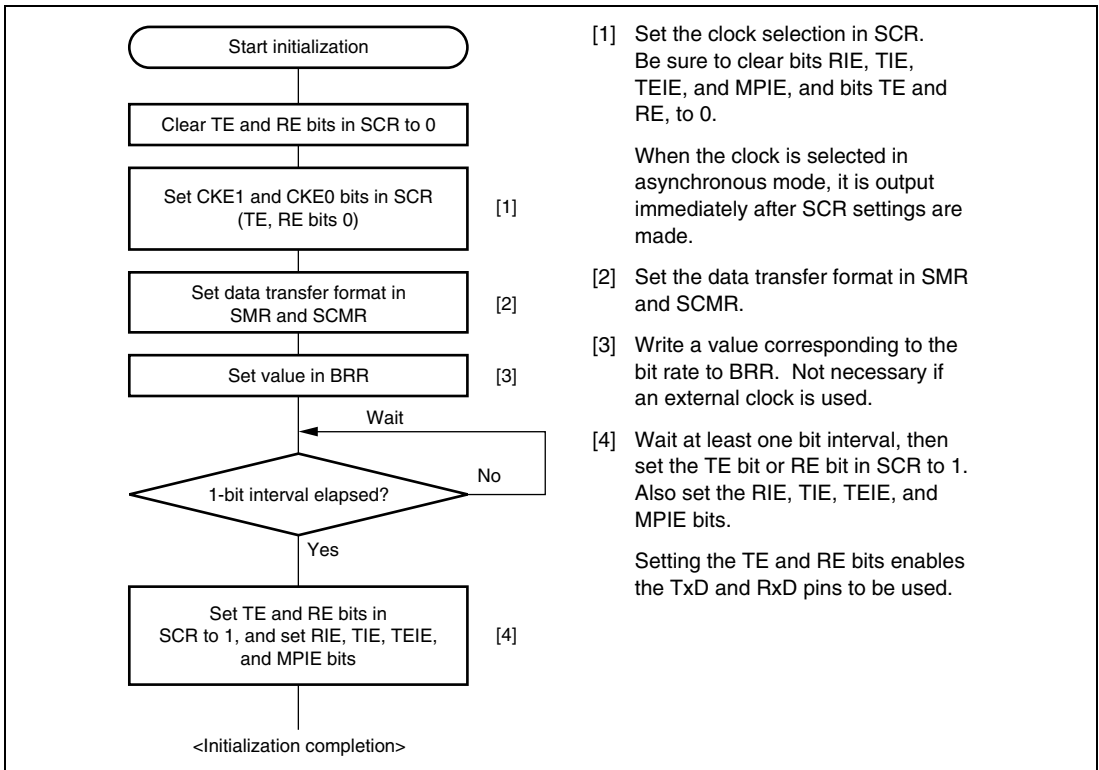 Start initialization
Clear TE and RE bits in SCR to 0
Set CKE1 and CKE0 bits in SCR
(TE, RE bits 0)
[1]
Set data transfer format in
SMR and SCMR
[2]
Set value in BRR
[3]
Wait
No
1-bit interval elapsed?
Yes
Set TE and RE bits in
SCR to 1, and set RIE, TIE, TEIE,
and MPIE bits
[4]
<Initialization completion>
[1] Set the clock selection in SCR.
Be sure to clear bits RIE, TIE,
TEIE, and MPIE, and bits TE and
RE, to 0.
When the clock is selected in
asynchronous mode, it is output
immediately after SCR settings are
made.
[2] Set the data transfer format in SMR
and SCMR.
[3] Write a value corresponding to the
bit rate to BRR. Not necessary if
an external clock is used.
[4] Wait at least one bit interval, then
set the TE bit or RE bit in SCR to 1.
Also set the RIE, TIE, TEIE, and
MPIE bits.
Setting the TE and RE bits enables
the TxD and RxD pins to be used.